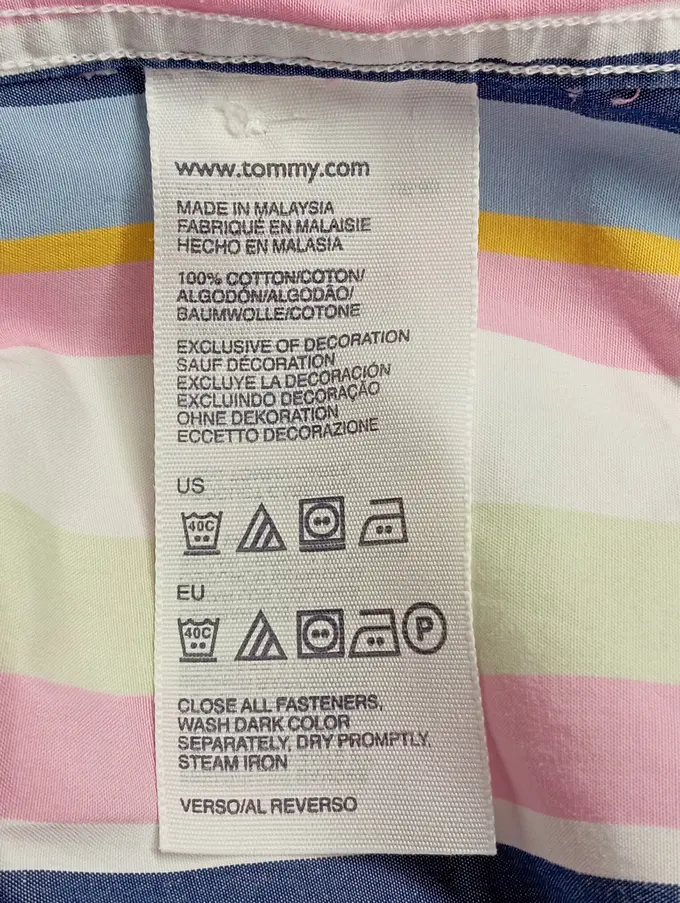 www.tommy.com
MADE IN MALAYSIA
FABRIQUÉ EN MALAISIE
HECHO EN MALASIA
100% COTTON/COTON/
ALGODÓN/ALGODÃO/
BAUMWOLLE/COTONE
EXCLUSIVE OF DECORATION
SAUF DÉCORATION
EXCLUYE LA DECORACIÓN
EXCLUINDO DECORAÇÃO
OHNE DEKORATION
ECCETTO DECORAZIONE
US
40C
EU
40C P
CLOSE ALL FASTENERS,
WASH DARK COLOR
SEPARATELY, DRY PROMPTLY,
STEAM IRON
VERSO/AL REVERSO